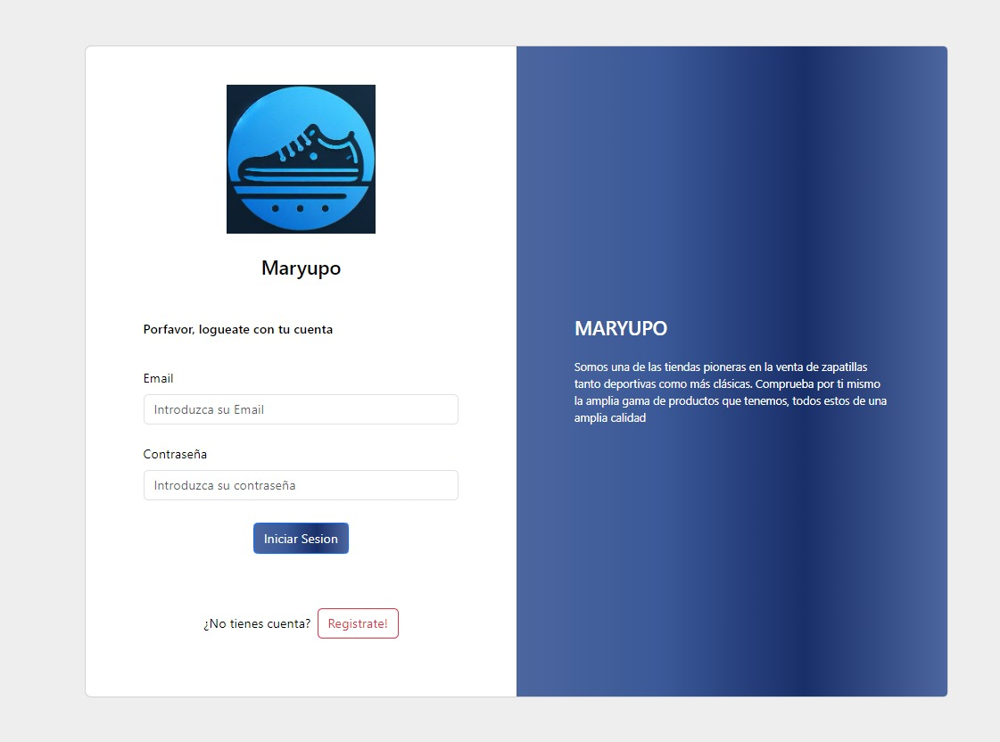 Maryupo
Porfavor, logueate con tu cuenta
Email
Introduzca su Email
Contraseña
Introduzca su contraseña
Iniciar Sesion
¿No tienes cuenta? Registrate!
MARYUPO
Somos una de las tiendas pioneras en la venta de zapatillas
tanto deportivas como más clásicas. Comprueba por ti mismo
la amplia gama de productos que tenemos, todos estos de una
amplia calidad